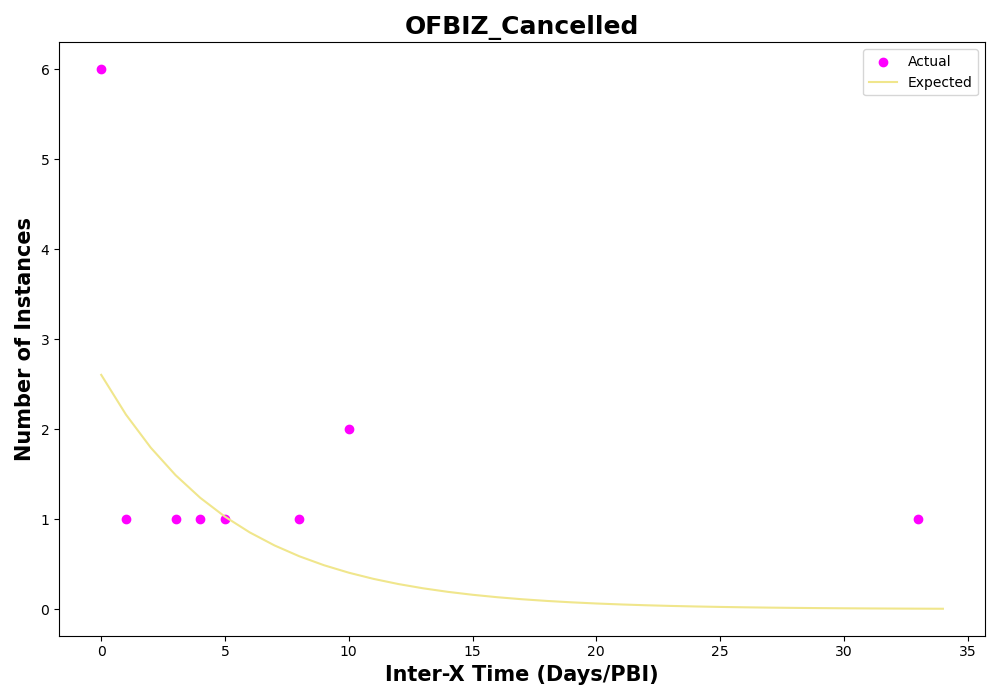 OFBIZ_Cancelled
Actual
Expected
6
5
4
3
2
1
0
Number of Instances
0 5 10 15 20 25 30 35
Inter-X Time (Days/PBI)